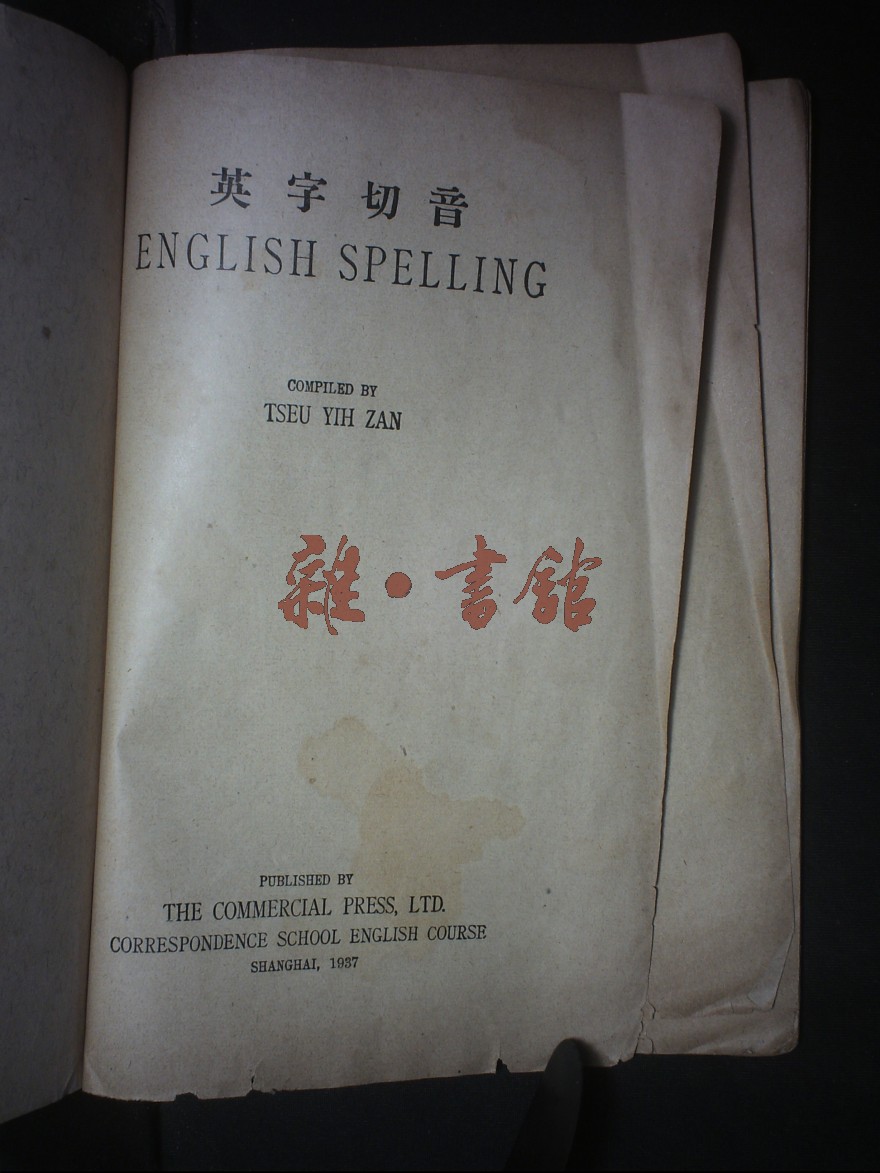 英字切音
ENGLISH SPELLING
COMPILED BY
TSEU YIH ZAN
雜·書館
PUBLISHED BY
THE COMMERCIAL PRESS, LTD.
CORRESPONDENCE SCHOOL ENGLISH COURSE
SHANGHAI, 1937